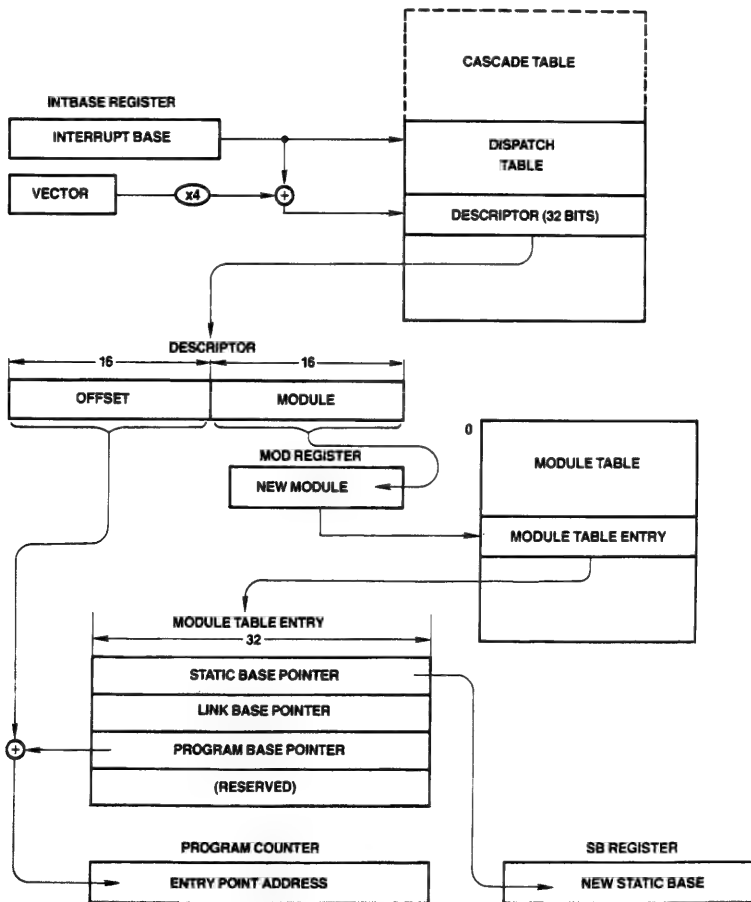 CASCADE TABLE
INTBASE REGISTER
INTERRUPT BASE
DISPATCH
TABLE
VECTOR
x4
+
DESCRIPTOR (32 BITS)
DESCRIPTOR
16
16
OFFSET
MODULE
0
MOD REGISTER
MODULE TABLE
NEW MODULE
MODULE TABLE ENTRY
MODULE TABLE ENTRY
32
STATIC BASE POINTER
LINK BASE POINTER
+
PROGRAM BASE POINTER
(RESERVED)
PROGRAM COUNTER
SB REGISTER
ENTRY POINT ADDRESS
NEW STATIC BASE